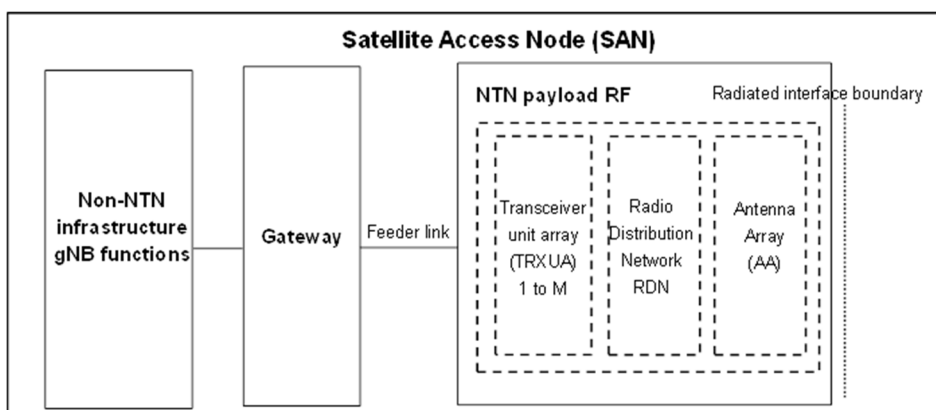 Satellite Access Node (SAN)
Non-NTN
infrastructure
gNB functions
Gateway
Feeder link
NTN payload RF
Radiated interface boundary
Transceiver
unit array
(TRXUA)
1 to M
Radio
Distribution
Network
RDN
Antenna
Array
(AA)